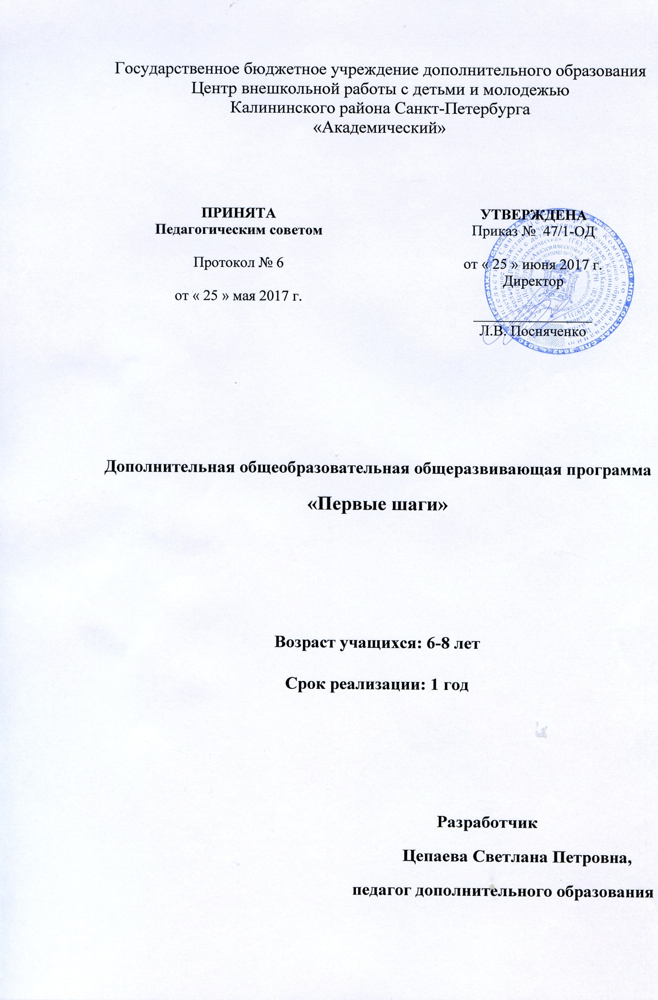 Государственное бюджетное учреждение дополнительного образования
Центр внешкольной работы с детьми и молодежью
Калининского района Санкт-Петербурга
«Академический»
ПРИНЯТА
Педагогическим советом
Протокол № 6
от « 25 » мая 2017 г.
УТВЕРЖДЕНА
Приказ № 47/1-ОД
от « 25 » июня 2017 г.
Директор
Л.В. Посняченко
Дополнительная общеобразовательная общеразвивающая программа
«Первые шаги»
Возраст учащихся: 6-8 лет
Срок реализации: 1 год
Разработчик
Цепаева Светлана Петровна,
педагог дополнительного образования